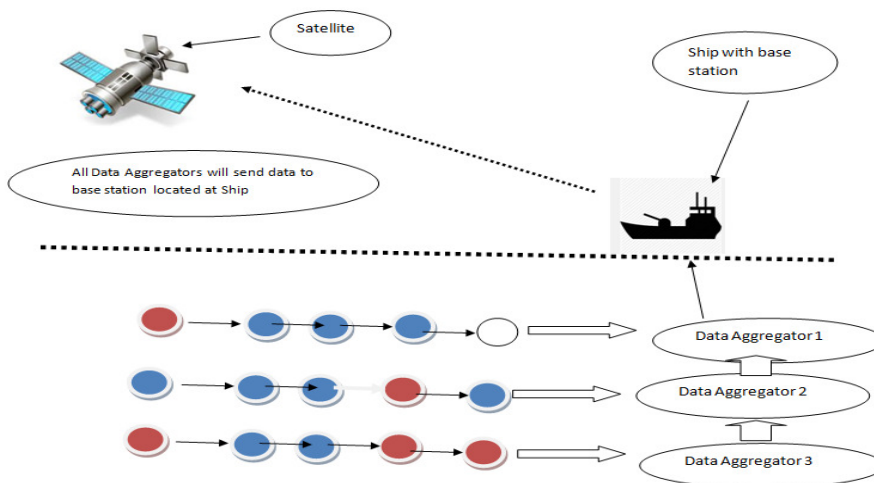 Satellite
Ship with base
station
All Data Aggregators will send data to
base station located at Ship
Data Aggregator 1
Data Aggregator 2
Data Aggregator 3